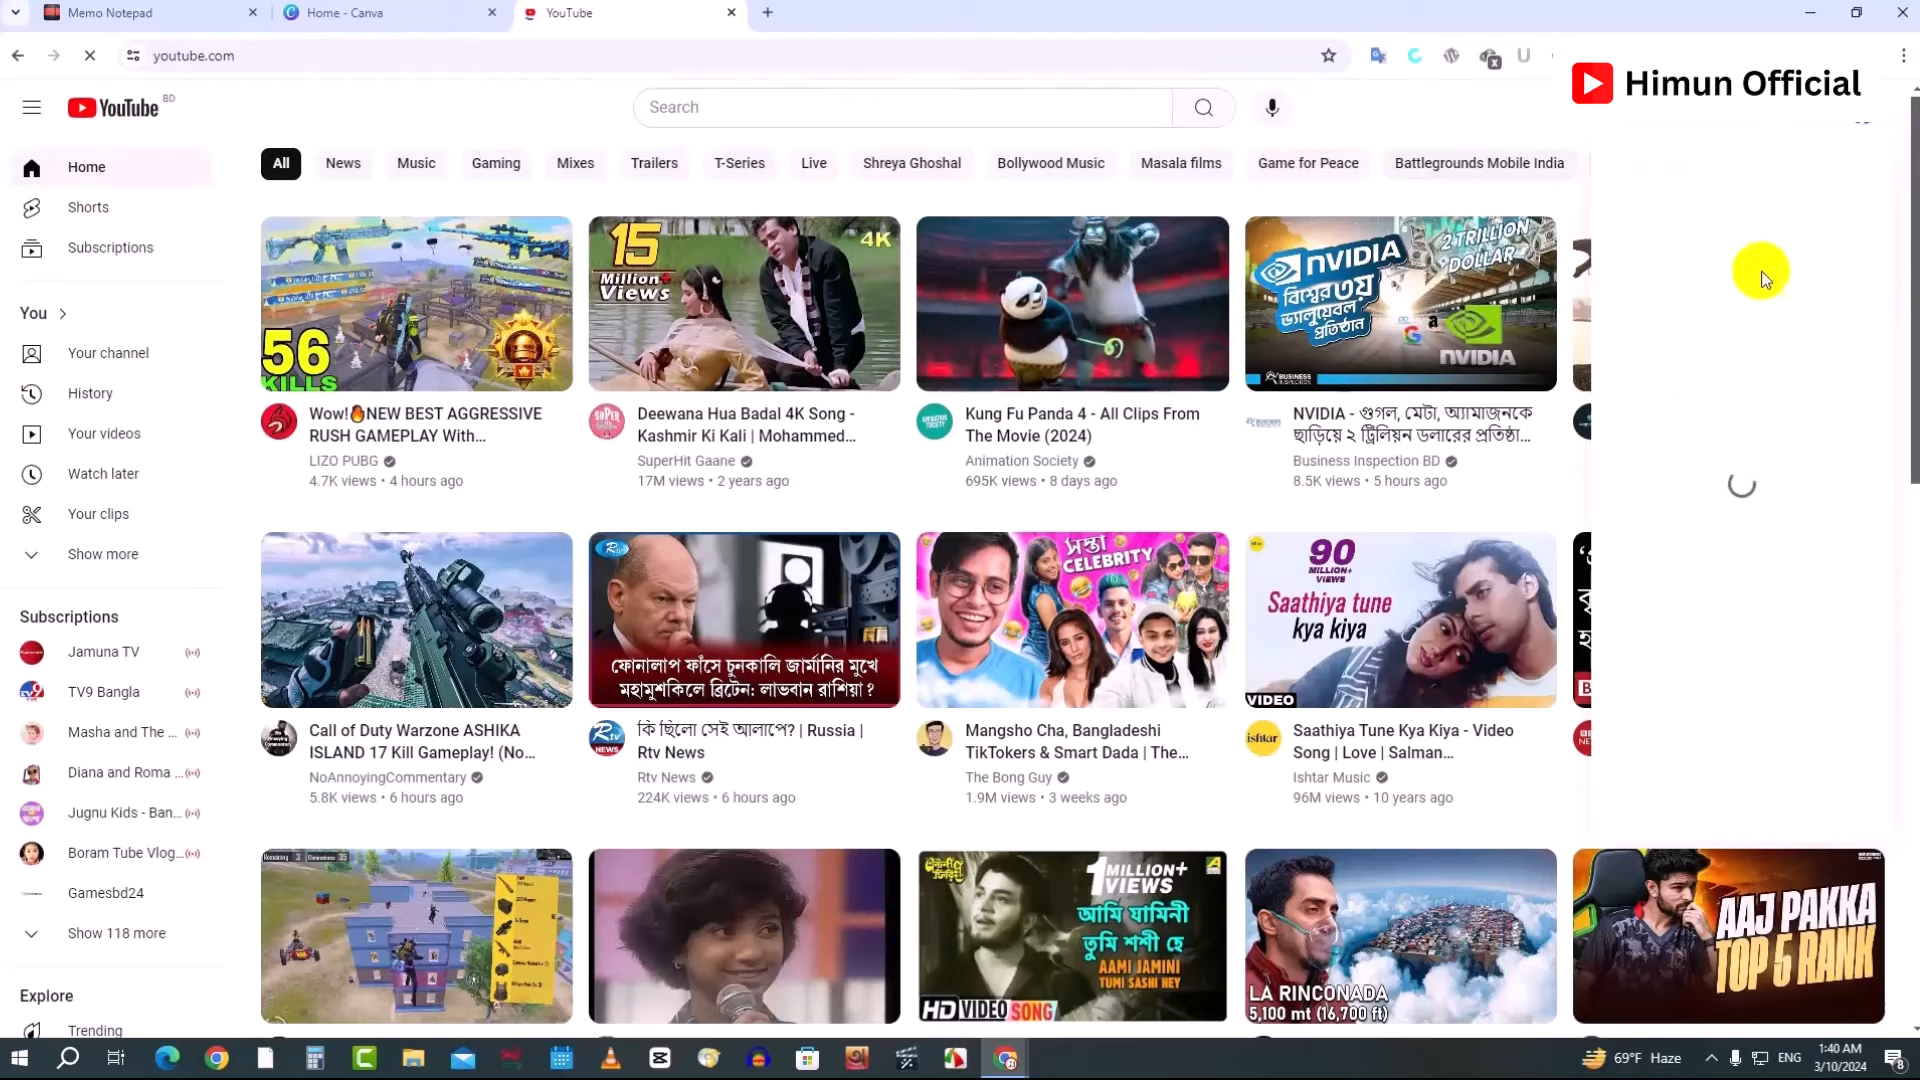 Memo Notepad
Home - Canva
YouTube
youtube.com
Himun Official
YouTube BD
Search
Home
Shorts
Subscriptions
You
Your channel
History
Your videos
Watch later
Your clips
Show more
Subscriptions
Jamuna TV
TV9 Bangla
Masha and The ...
Diana and Roma ...
Jugnu Kids - Ban...
Boram Tube Vlog...
Gamesbd24
Show 118 more
Explore
Trending
All
News
Music
Gaming
Mixes
Trailers
T-Series
Live
Shreya Ghoshal
Bollywood Music
Masala films
Game for Peace
Battlegrounds Mobile India
56
KILLS
Wow!🔥NEW BEST AGGRESSIVE
RUSH GAMEPLAY With...
LIZO PUBG
4.7K views • 4 hours ago
15
Million+
Views
4K
Deewana Hua Badal 4K Song -
Kashmir Ki Kali | Mohammed...
SuperHit Gaane
17M views • 2 years ago
Kung Fu Panda 4 - All Clips From
The Movie (2024)
Animation Society
695K views • 8 days ago
NVIDIA
বিশ্বের ৩য়
ভ্যালুয়েবল
প্রতিষ্ঠান
2 TRILLION
DOLLAR
NVIDIA
BUSINESS
INSPECTION
NVIDIA - গুগল, মেটা, অ্যামাজনকে
ছাড়িয়ে ২ ট্রিলিয়ন ডলারের প্রতিষ্ঠা...
Business Inspection BD
8.5K views • 5 hours ago
Call of Duty Warzone ASHIKA
ISLAND 17 Kill Gameplay! (No...
NoAnnoyingCommentary
5.8K views • 6 hours ago
Rtv
ফোনালাপ ফাঁসে চুনকালি জার্মানির মুখে
মহামুশকিলে ব্রিটেন: লাভবান রাশিয়া ?
Rtv
NEWS
কি ছিলো সেই আলাপে? | Russia |
Rtv News
Rtv News
224K views • 6 hours ago
সস্তা
CELEBRITY
Mangsho Cha, Bangladeshi
TikTokers & Smart Dada | The...
The Bong Guy
1.9M views • 3 weeks ago
90
MILLION+
VIEWS
Saathiya tune
kya kiya
VIDEO
ishtar
Saathiya Tune Kya Kiya - Video
Song | Love | Salman...
Ishtar Music
96M views • 10 years ago
1 MILLION+
VIEWS
আমি যামিনী
তুমি শশী হে
AAMI JAMINI
TUMI SASHI HEY
HD VIDEO SONG
LA RINCONADA
5,100 mt (16,700 ft)
AAJ PAKKA
TOP 5 RANK
69°F Haze
ENG
1:40 AM
3/10/2024
8